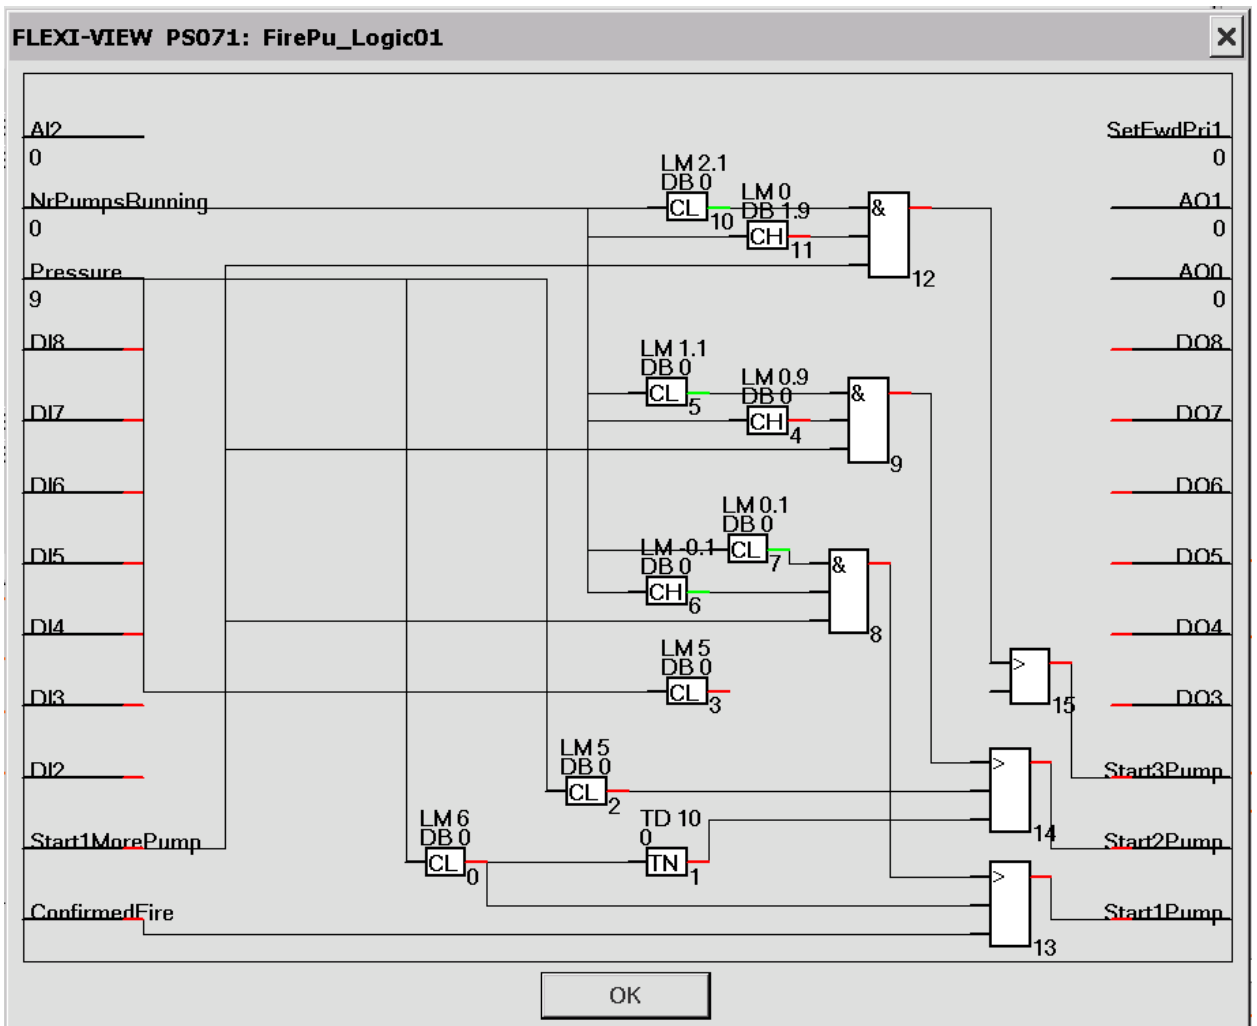 FLEXI-VIEW PS071: FirePu_Logic01
AI2
0
NrPumpsRunning
0
Pressure
9
DI8
DI7
DI6
DI5
DI4
DI3
DI2
Start1MorePump
ConfirmedFire
LM 2.1
DB 0
CL
10
LM 0
DB 1.9
CH
11
&
12
LM 1.1
DB 0
CL
5
LM 0.9
DB 0
CH
4
&
9
LM 0.1
DB 0
CL
7
LM -0.1
DB 0
CH
6
&
8
LM 5
DB 0
CL
3
LM 5
DB 0
CL
2
LM 6
DB 0
CL
0
TD 10
0
TN
1
>
15
>
14
>
13
SetFwdPri1
0
AO1
0
AO0
0
DO8
DO7
DO6
DO5
DO4
DO3
Start3Pump
Start2Pump
Start1Pump
OK